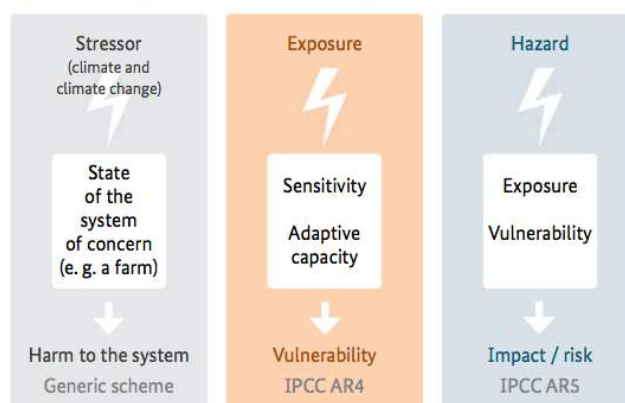 Stressor
(climate and
climate change)
State
of the
system
of concern
(e. g. a farm)
Harm to the system
Generic scheme
Exposure
Sensitivity
Adaptive
capacity
Vulnerability
IPCC AR4
Hazard
Exposure
Vulnerability
Impact / risk
IPCC AR5